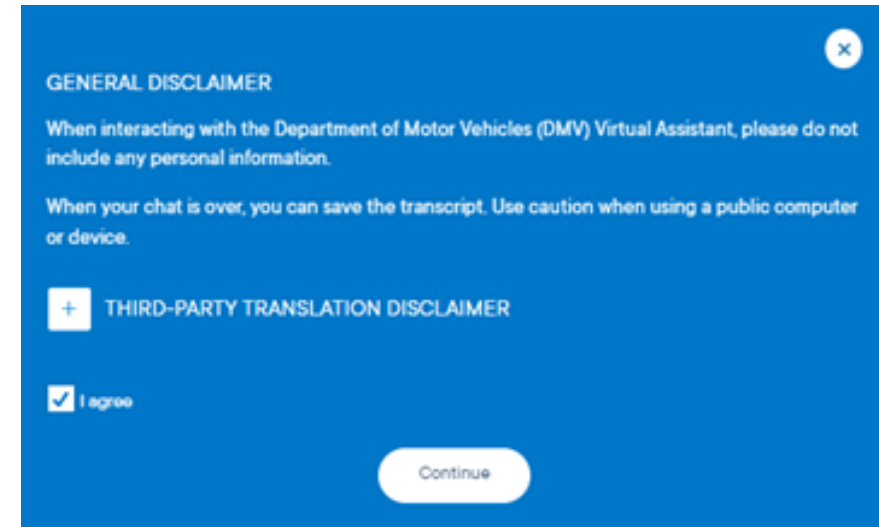 GENERAL DISCLAIMER
When interacting with the Department of Motor Vehicles (DMV) Virtual Assistant, please do not
include any personal information.
When your chat is over, you can save the transcript. Use caution when using a public computer
or device.
+ THIRD-PARTY TRANSLATION DISCLAIMER
I agree
Continue